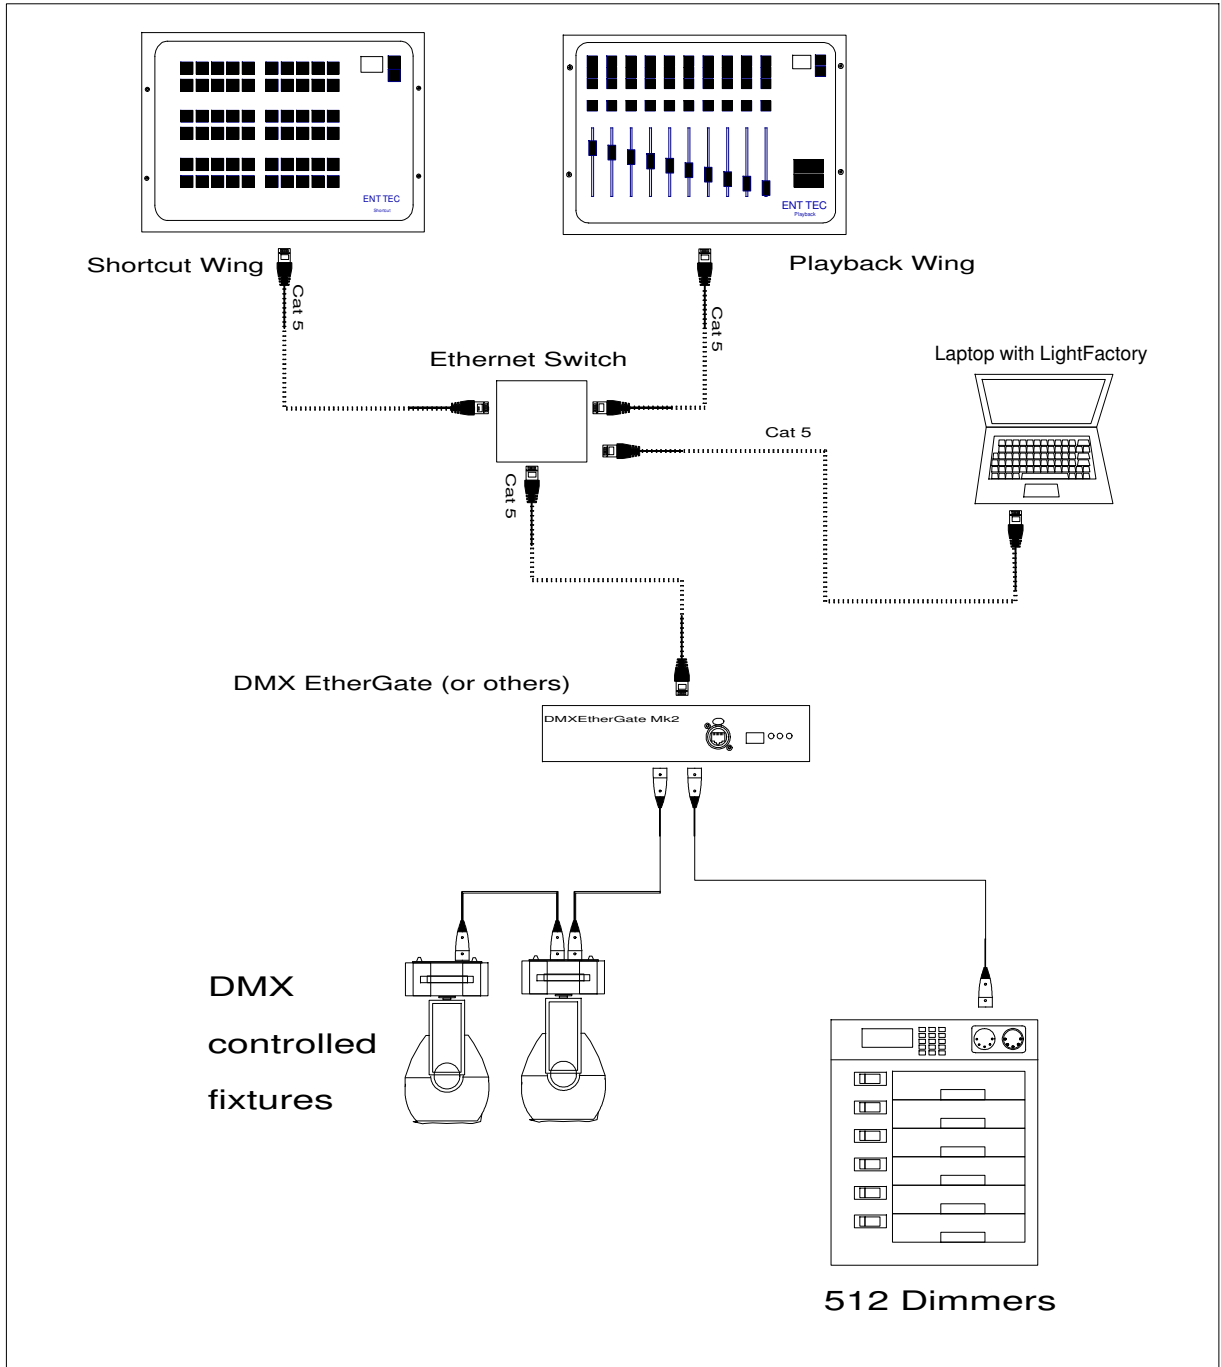 ENT TEC
Shortcut
ENT TEC
Playback
Shortcut Wing
Playback Wing
Cat 5
Cat 5
Ethernet Switch
Laptop with LightFactory
Cat 5
Cat 5
DMX EtherGate (or others)
DMXEtherGate Mk2
DMX
controlled
fixtures
512 Dimmers